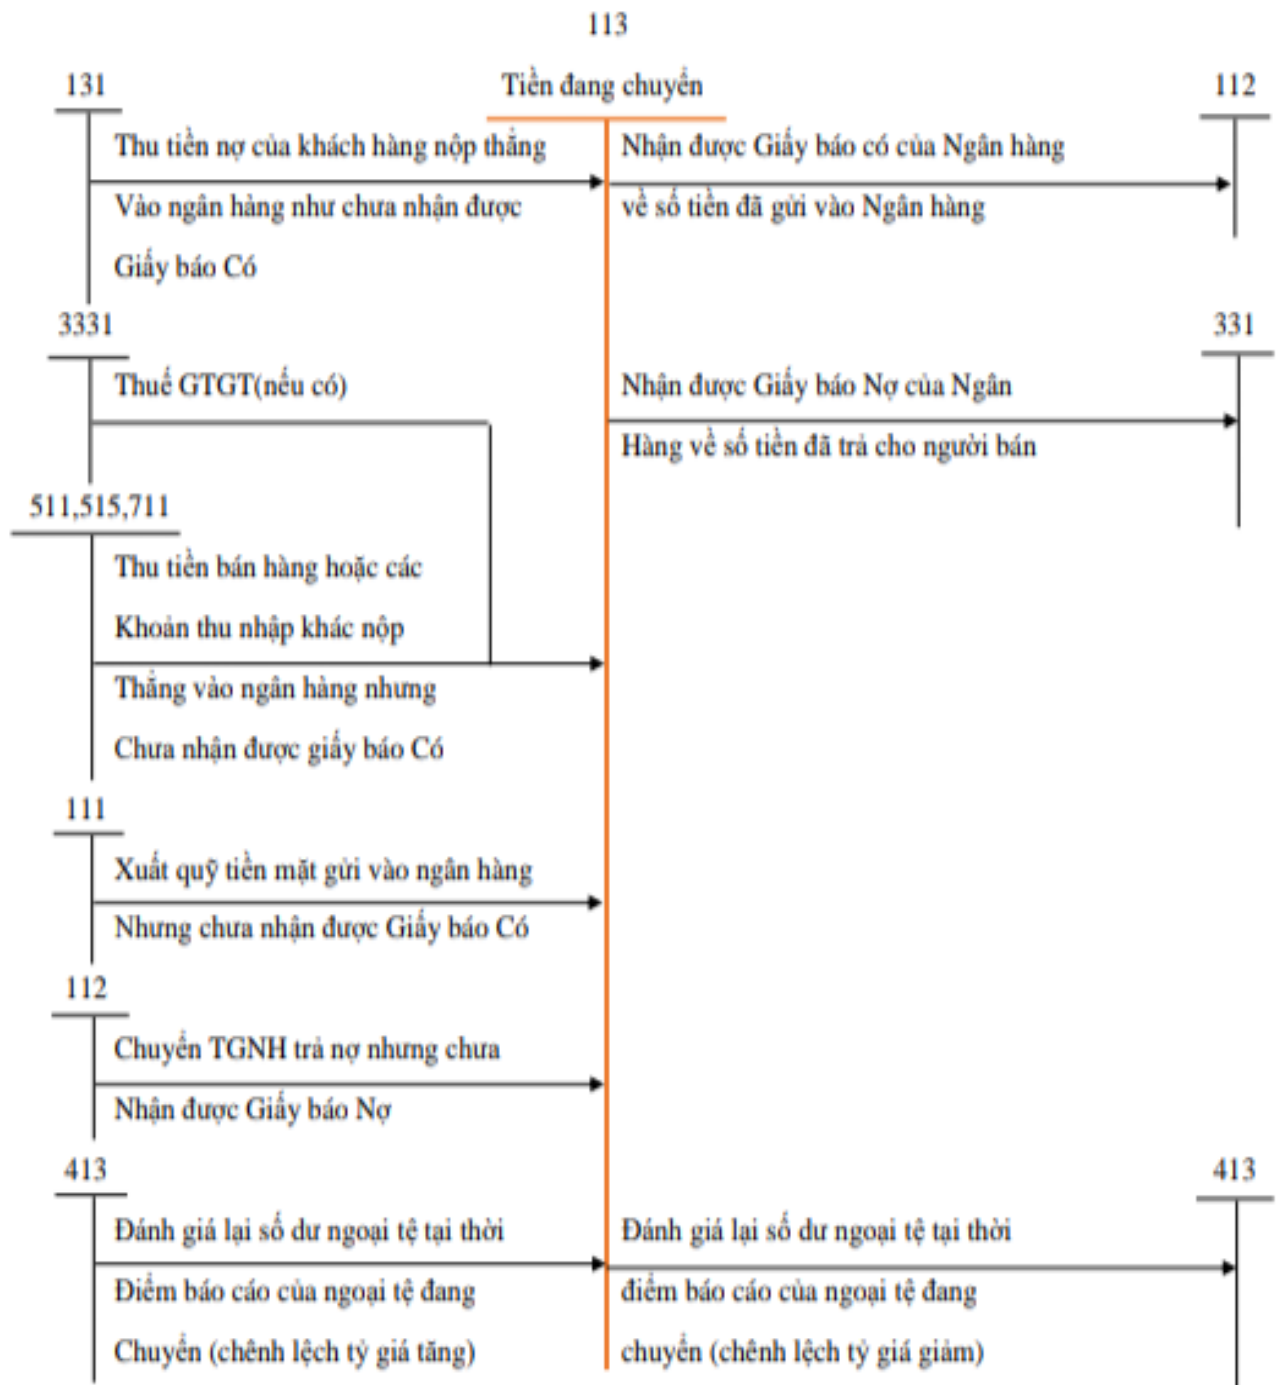 113
131
Tiền đang chuyển
112
Thu tiền nợ của khách hàng nộp thẳng
Vào ngân hàng như chưa nhận được
Giấy báo Có
Nhận được Giấy báo có của Ngân hàng
về số tiền đã gửi vào Ngân hàng
3331
331
Thuế GTGT(nếu có)
Nhận được Giấy báo Nợ của Ngân
Hàng về số tiền đã trả cho người bán
511,515,711
Thu tiền bán hàng hoặc các
Khoản thu nhập khác nộp
Thẳng vào ngân hàng nhưng
Chưa nhận được giấy báo Có
111
Xuất quỹ tiền mặt gửi vào ngân hàng
Nhưng chưa nhận được Giấy báo Có
112
Chuyển TGNH trả nợ nhưng chưa
Nhận được Giấy báo Nợ
413
413
Đánh giá lại số dư ngoại tệ tại thời
Điểm báo cáo của ngoại tệ đang
Chuyển (chênh lệch tỷ giá tăng)
Đánh giá lại số dư ngoại tệ tại thời
điểm báo cáo của ngoại tệ đang
chuyển (chênh lệch tỷ giá giảm)